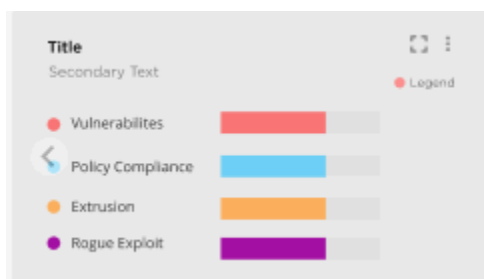 Title
Secondary Text
Legend
Vulnerabilites
Policy Compliance
Extrusion
Rogue Exploit